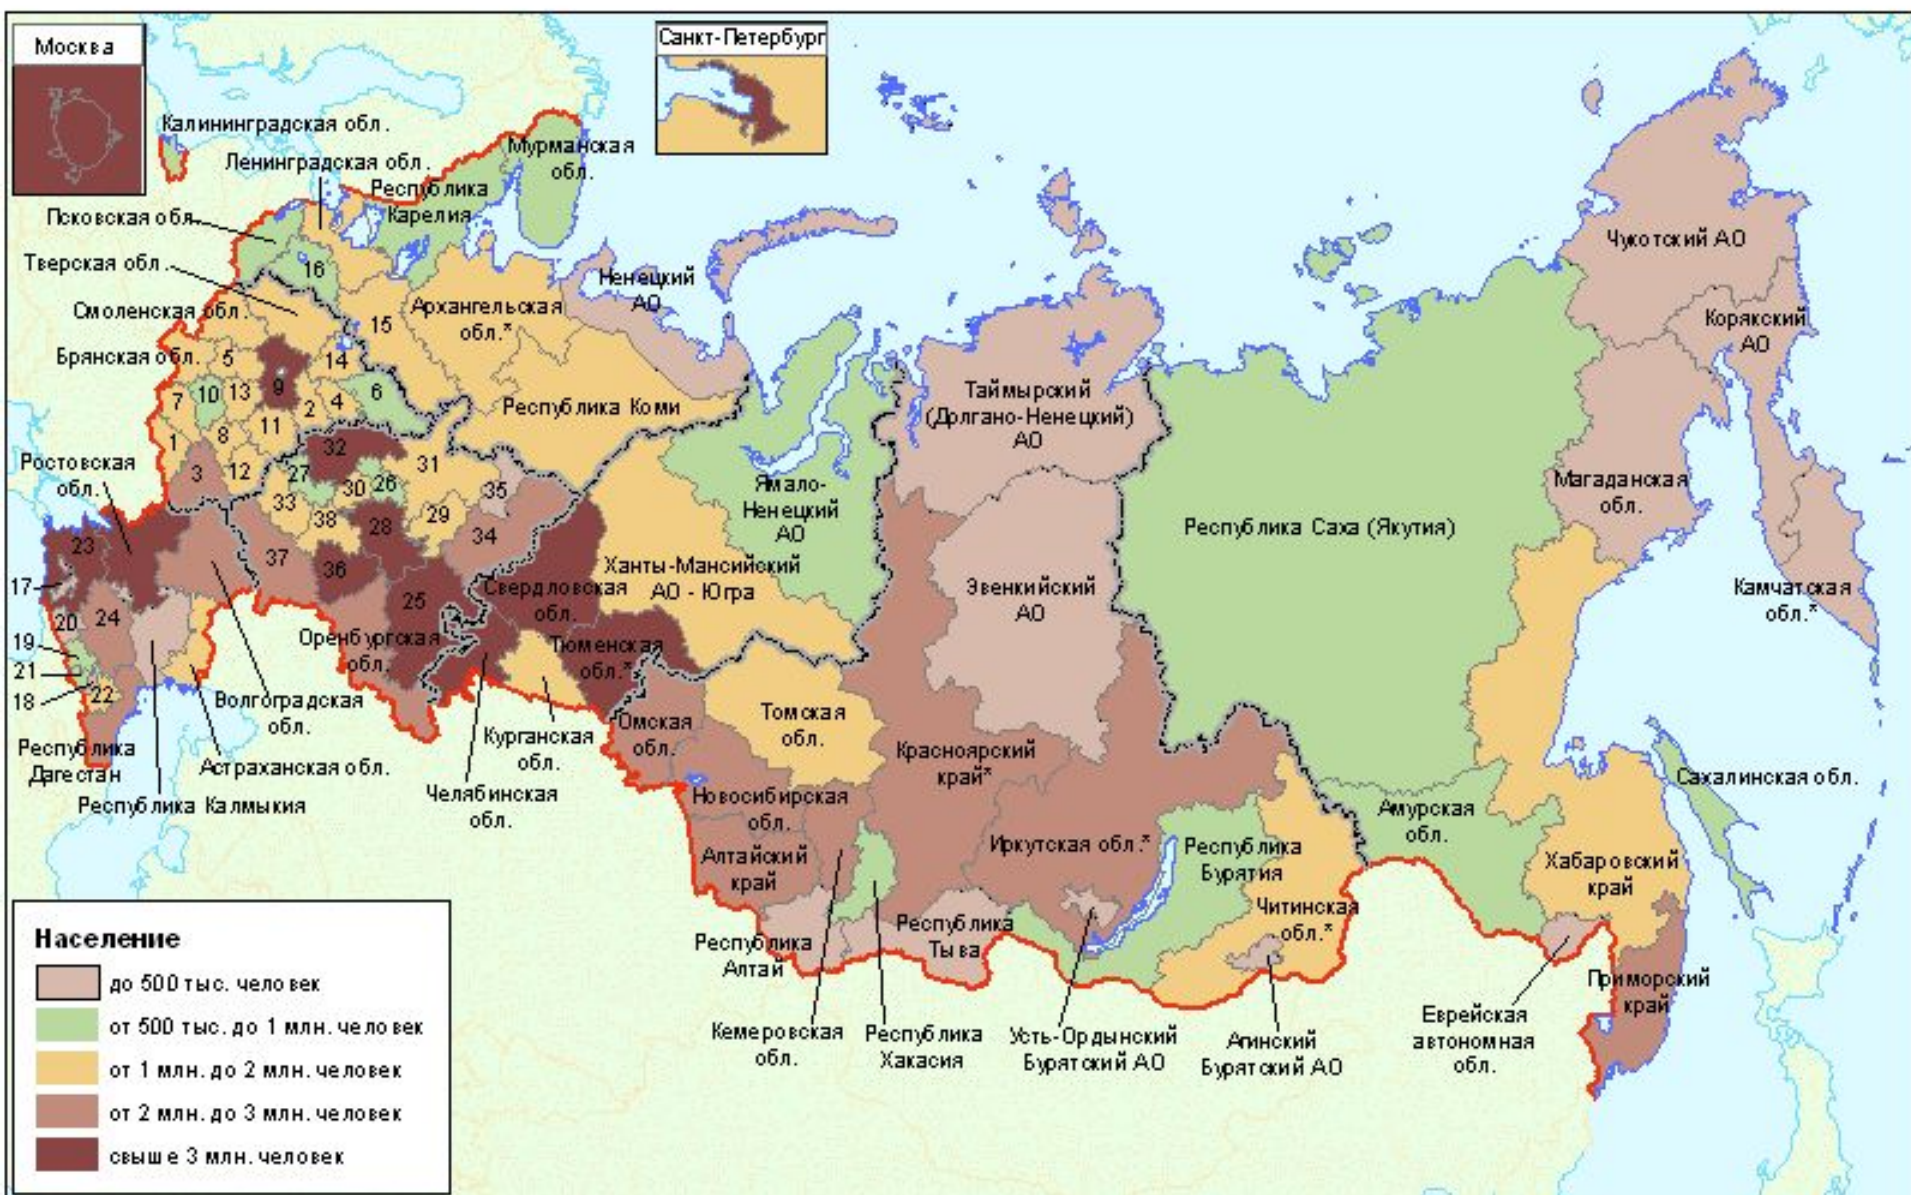 Москва
Санкт-Петербург
Калининградская обл.
Ленинградская обл.
Мурманская
обл.
Республика
Карелия
Псковская обл.
Тверская обл.
16
Смоленская обл.
Ненецкий
АО
Архангельская
обл.*
15
Брянская обл.
5
14
9
10
13
6
7
2
4
8
11
1
Республика Коми
Чукотский АО
Корякский
АО
Таймырский
(Долгано-Ненецкий)
АО
Ростовская
обл.
3
12
32
31
27
30
26
35
33
38
28
29
34
Ямало-
Ненецкий
АО
Магаданская
обл.
Республика Саха (Якутия)
23
37
36
25
17
20
24
19
21
18
22
Свердловская
обл.
Ханты-Мансийский
АО - Югра
Эвенкийский
АО
Камчатская
обл.*
Оренбургская
обл.
Тюменская
обл.*
Волгоградская
обл.
Республика
Дагестан
Астраханская обл.
Республика Калмыкия
Курганская
обл.
Челябинская
обл.
Омская
обл.
Томская
обл.
Красноярский
край*
Новосибирская
обл.
Алтайский
край
Иркутская обл.*
Республика
Бурятия
Амурская
обл.
Сахалинская обл.
Хабаровский
край
Читинская
обл.*
Республика
Алтай
Республика
Тыва
Приморский
край
Кемеровская
обл.
Республика
Хакасия
Усть-Ордынский
Бурятский АО
Агинский
Бурятский АО
Еврейская
автономная
обл.
Население
до 500 тыс. человек
от 500 тыс. до 1 млн. человек
от 1 млн. до 2 млн. человек
от 2 млн. до 3 млн. человек
свыше 3 млн. человек